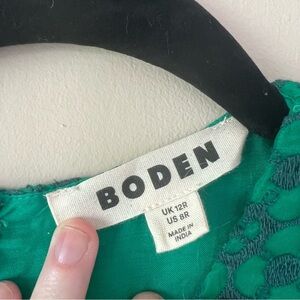 BODEN
UK 12R
US 8R
MADE IN
INDIA